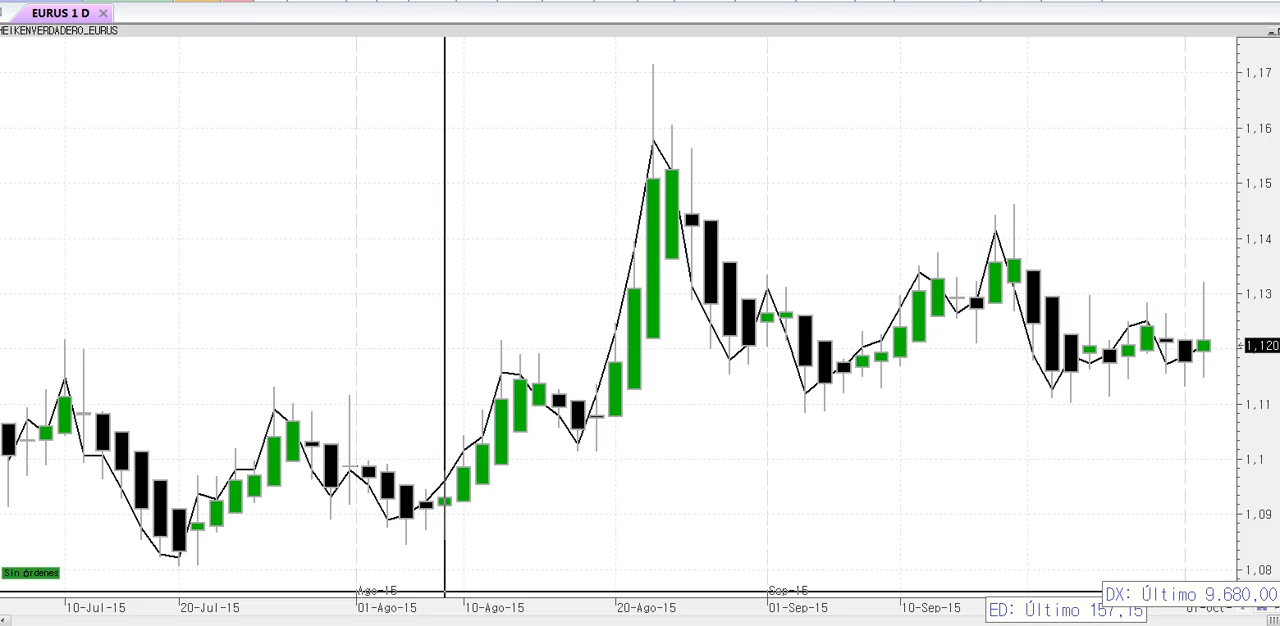 EURUS 1 D
HEIKENVERDADERO_EURUS
1,17
1,16
1,15
1,14
1,13
1,120
1,11
1,1
1,09
1,08
Sin órdenes
Ago-15
Sep-15
10-Jul-15
20-Jul-15
01-Ago-15
10-Ago-15
20-Ago-15
01-Sep-15
10-Sep-15
DX: Último 9.680,00
ED: Último 157,15
01-Oct-